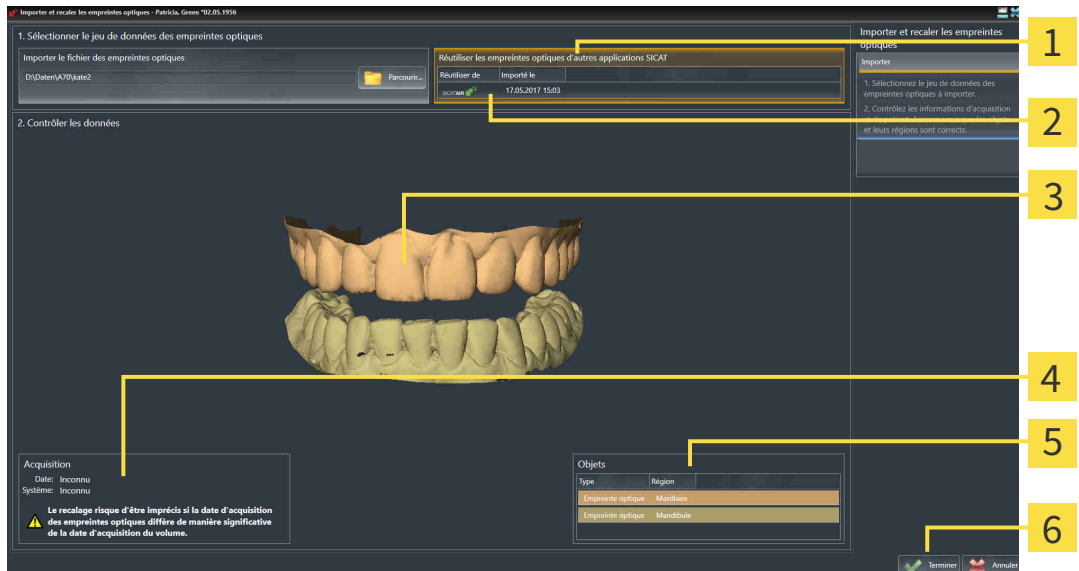 Importer et recaler les empreintes optiques - Patricia, Green *02.05.1956
1. Sélectionner le jeu de données des empreintes optiques
Importer le fichier des empreintes optiques
D:\Daten\A70\kate2
Parcourir...
Réutiliser les empreintes optiques d'autres applications SICAT
Réutiliser de Importé le
SICAT AIR 17.05.2017 15:03
Importer et recaler les empreintes
optiques
Importer
1. Sélectionnez le jeu de données des
empreintes optiques à importer.
2. Contrôlez les informations d'acquisition
et leurs régions sont corrects.
2. Contrôler les données
Acquisition
Date: Inconnu
Système: Inconnu
Le recalage risque d'être imprécis si la date d'acquisition
des empreintes optiques diffère de manière significative
de la date d'acquisition du volume.
Objets
Type Région
Empreinte optique Maxillaire
Empreinte optique Mandibule
Terminer Annuler
1
2
3
4
5
6